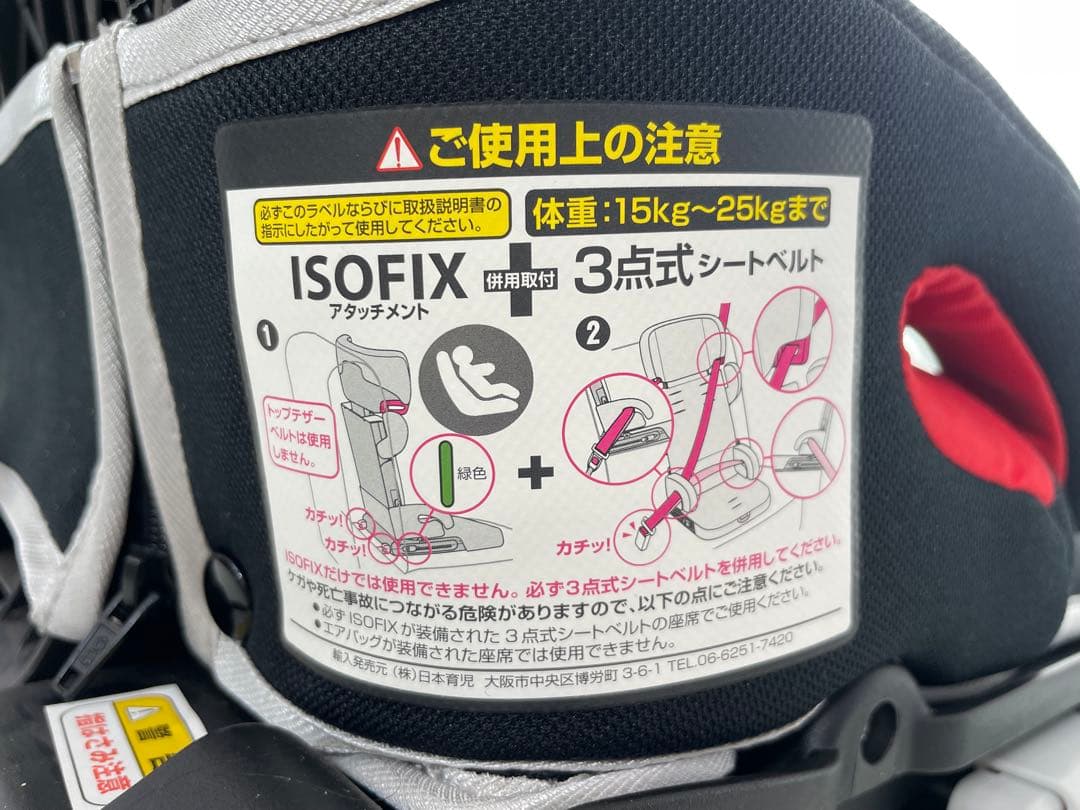 ご使用上の注意
必ずこのラベルならびに取扱説明書の
指示にしたがって使用してください。
体重：15kg～25kgまで
ISOFIX
アタッチメント
併用取付
3点式シートベルト
1
2
トップテザー
ベルトは使用
しません。
緑色
カチッ!
カチッ!
カチッ!
ISOFIXだけでは使用できません。必ず3点式シートベルトを併用してください。
ケガや死亡事故につながる危険がありますので、以下の点にご注意ください。
●必ずISOFIXが装備された3点式シートベルトの座席でご使用ください。
●エアバッグが装備された座席では使用できません。
輸入発売元 (株)日本育児 大阪市中央区博労町 3-6-1 TEL.06-6251-7420